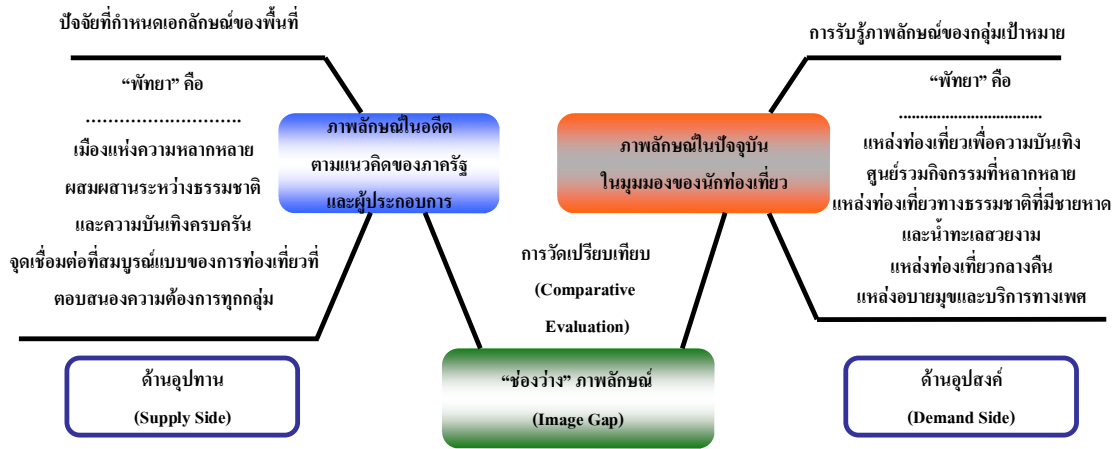 ปัจจัยที่กำหนดเอกลักษณ์ของพื้นที่
“พัทยา” คือ
............................
เมืองแห่งความหลากหลาย
ผสมผสานระหว่างธรรมชาติ
และความบันเทิงครบครัน
จุดเชื่อมต่อที่สมบูรณ์แบบของการท่องเที่ยวที่
ตอบสนองความต้องการทุกกลุ่ม
ด้านอุปทาน
(Supply Side)
ภาพลักษณ์ในอดีต
ตามแนวคิดของภาครัฐ
และผู้ประกอบการ
การวัดเปรียบเทียบ
(Comparative
Evaluation)
“ช่องว่าง” ภาพลักษณ์
(Image Gap)
ภาพลักษณ์ในปัจจุบัน
ในมุมมองของนักท่องเที่ยว
การรับรู้ภาพลักษณ์ของกลุ่มเป้าหมาย
“พัทยา” คือ
.................................
แหล่งท่องเที่ยวเพื่อความบันเทิง
ศูนย์รวมกิจกรรมที่หลากหลาย
แหล่งท่องเที่ยวทางธรรมชาติที่มีชายหาด
และน้ำทะเลสวยงาม
แหล่งท่องเที่ยวกลางคืน
แหล่งอบายมุขและบริการทางเพศ
ด้านอุปสงค์
(Demand Side)